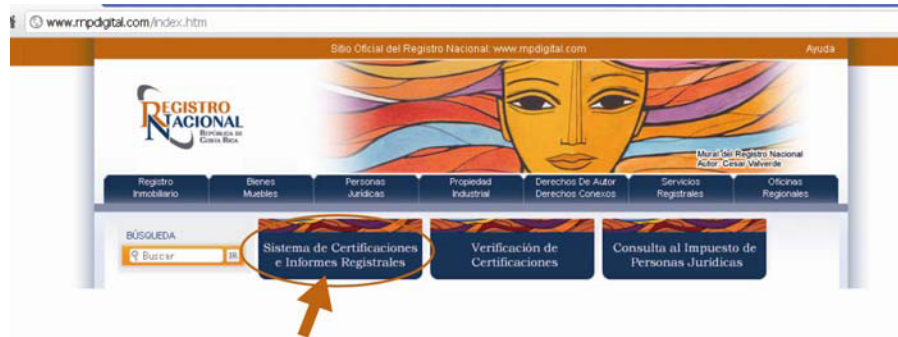 www.rnpdigital.com/index.htm
Sitio Oficial del Registro Nacional: www.rnpdigital.com
Ayuda
REGISTRO
NACIONAL
REPÚBLICA DE
COSTA RICA
Mural del Registro Nacional
Autor: Cesar Valverde
Registro
Inmobiliario
Bienes
Muebles
Personas
Jurídicas
Propiedad
Industrial
Derechos De Autor
Derechos Conexos
Servicios
Registrales
Oficinas
Regionales
BÚSQUEDA
Buscar
IR
Sistema de Certificaciones
e Informes Registrales
Verificación de
Certificaciones
Consulta al Impuesto de
Personas Jurídicas